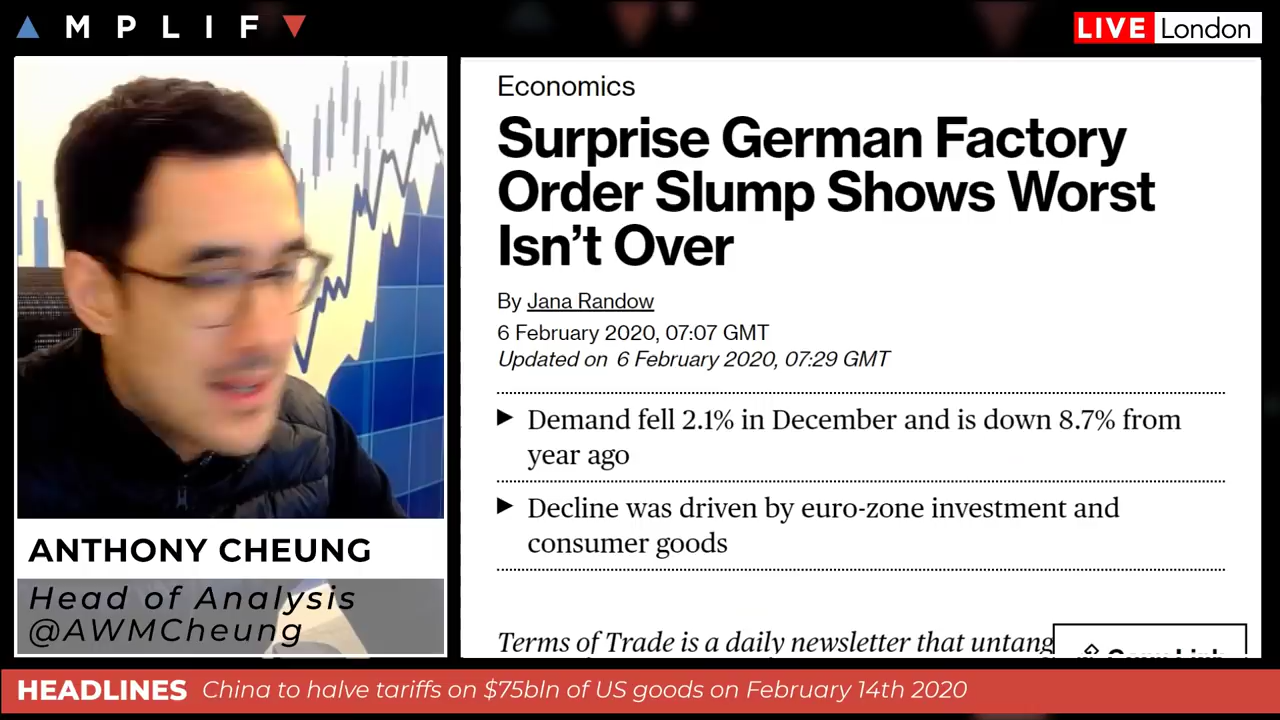 AMPLIFY
LIVE London
Economics
Surprise German Factory
Order Slump Shows Worst
Isn't Over
By Jana Randow
6 February 2020, 07:07 GMT
Updated on 6 February 2020, 07:29 GMT
Demand fell 2.1% in December and is down 8.7% from
year ago
Decline was driven by euro-zone investment and
consumer goods
Terms of Trade is a daily newsletter that untang
Copy Link
ANTHONY CHEUNG
Head of Analysis
@AWMCheung
HEADLINES China to halve tariffs on $75bln of US goods on February 14th 2020